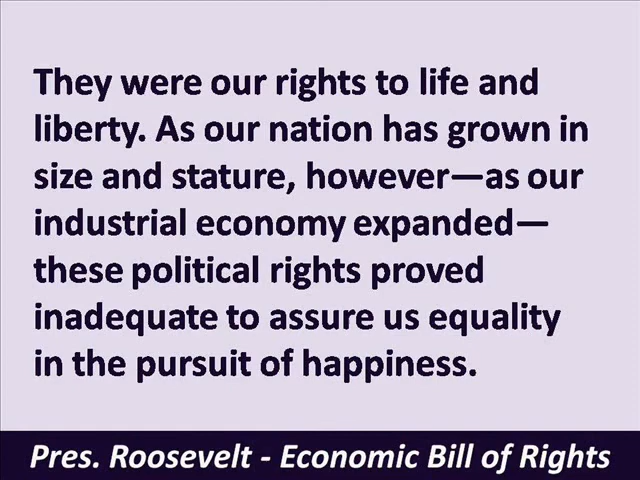 They were our rights to life and
liberty. As our nation has grown in
size and stature, however—as our
industrial economy expanded—
these political rights proved
inadequate to assure us equality
in the pursuit of happiness.
Pres. Roosevelt - Economic Bill of Rights